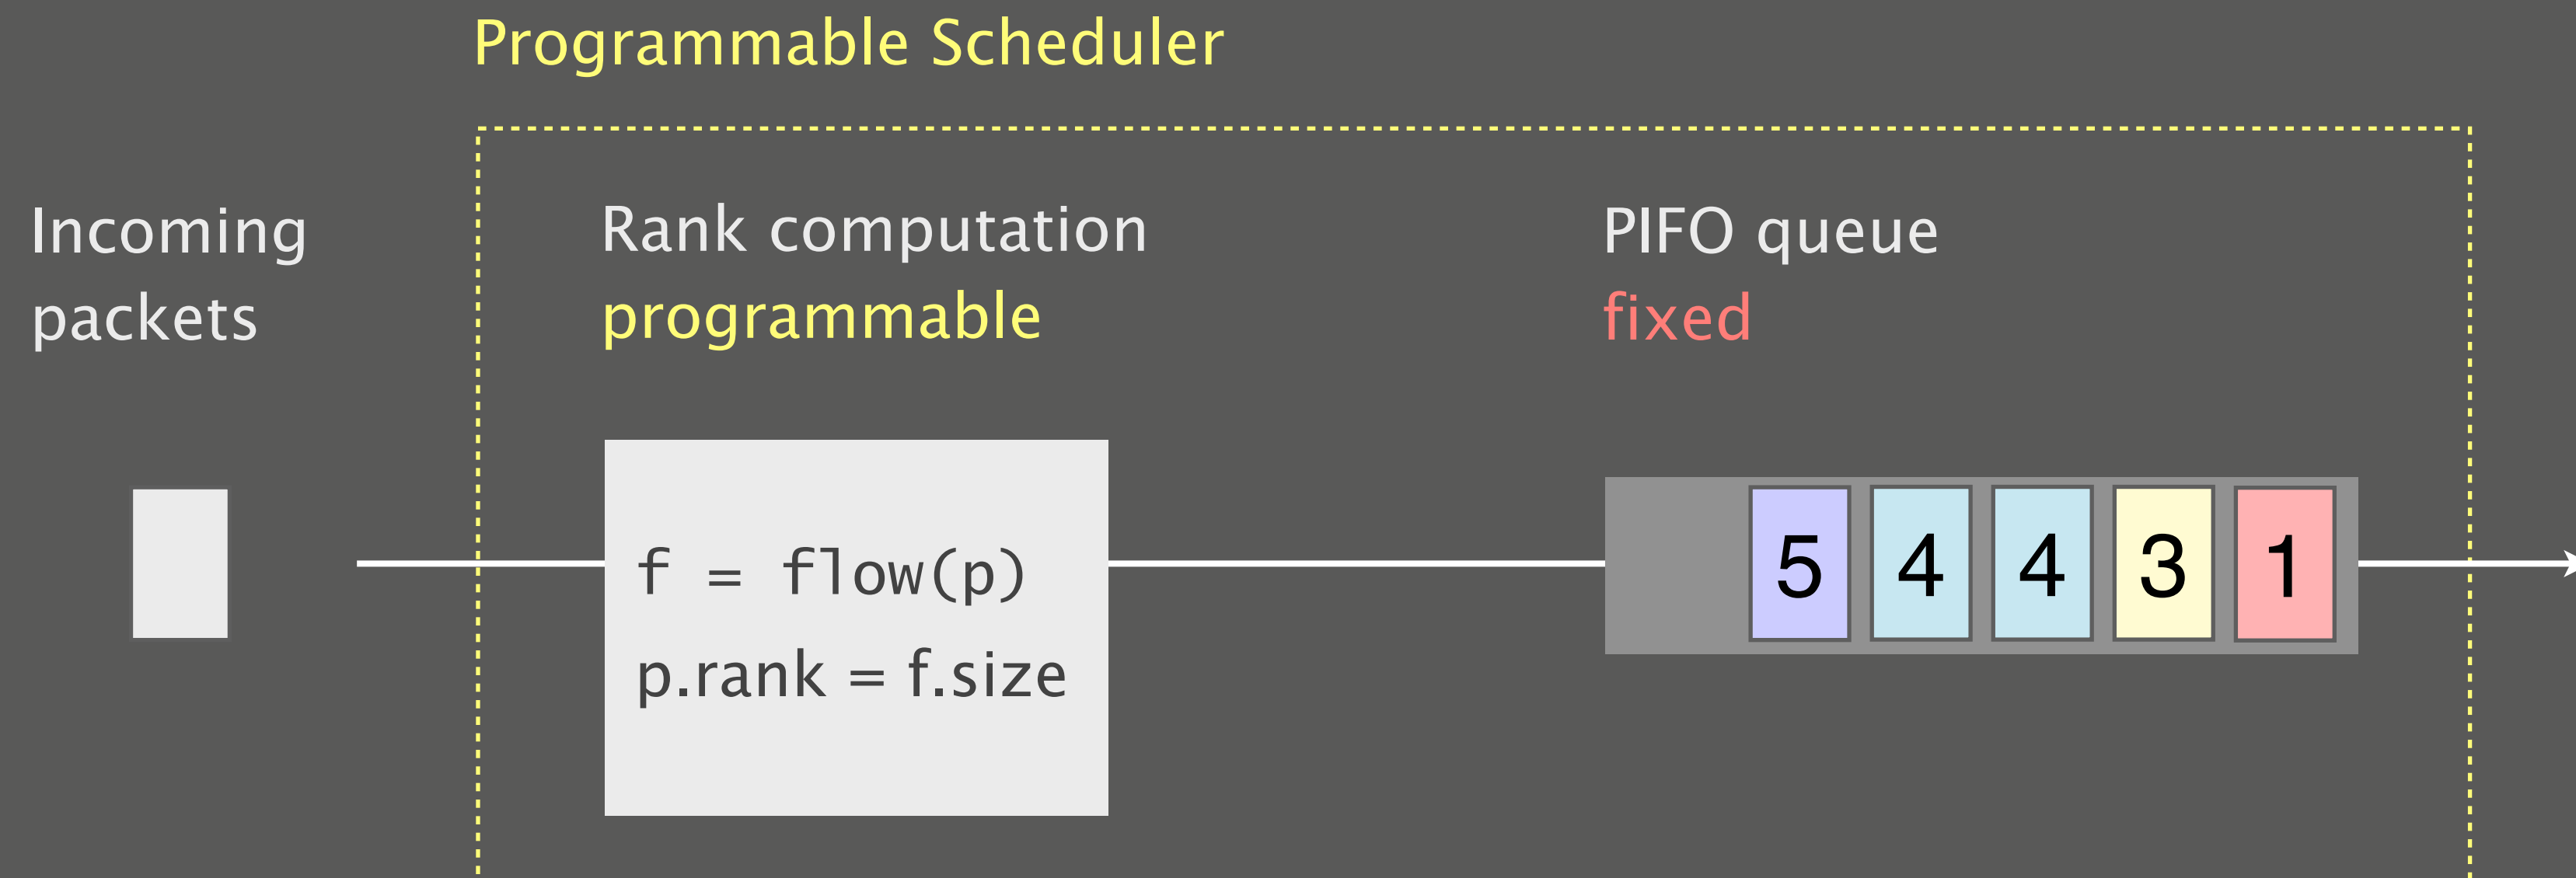 Programmable Scheduler
Incoming
packets
Rank computation
programmable
PIFO queue
fixed
f = flow(p)
p.rank = f.size
5 4 4 3 1